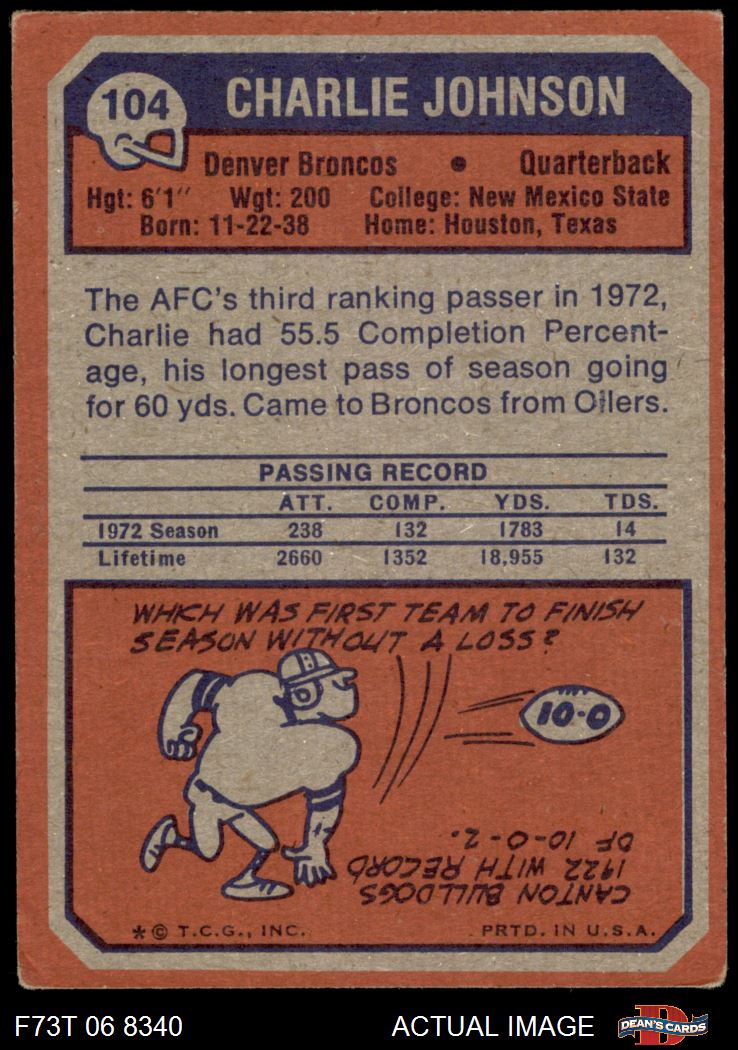 104
CHARLIE JOHNSON
Denver Broncos • Quarterback
Hgt: 6'1" Wgt: 200 College: New Mexico State
Born: 11-22-38 Home: Houston, Texas
The AFC's third ranking passer in 1972,
Charlie had 55.5 Completion Percent-
age, his longest pass of season going
for 60 yds. Came to Broncos from Oilers.
PASSING RECORD
ATT. COMP. YDS. TDS.
1972 Season 238 132 1783 14
Lifetime 2660 1352 18,955 132
WHICH WAS FIRST TEAM TO FINISH
SEASON WITHOUT A LOSS?
10-0
CANTON BULLDOGS
1922 WITH RECORD
OF 10-0-2.
* © T.C.G., INC. PRTD. IN U.S.A.
F73T 06 8340 ACTUAL IMAGE
D
DEAN'S CARDS